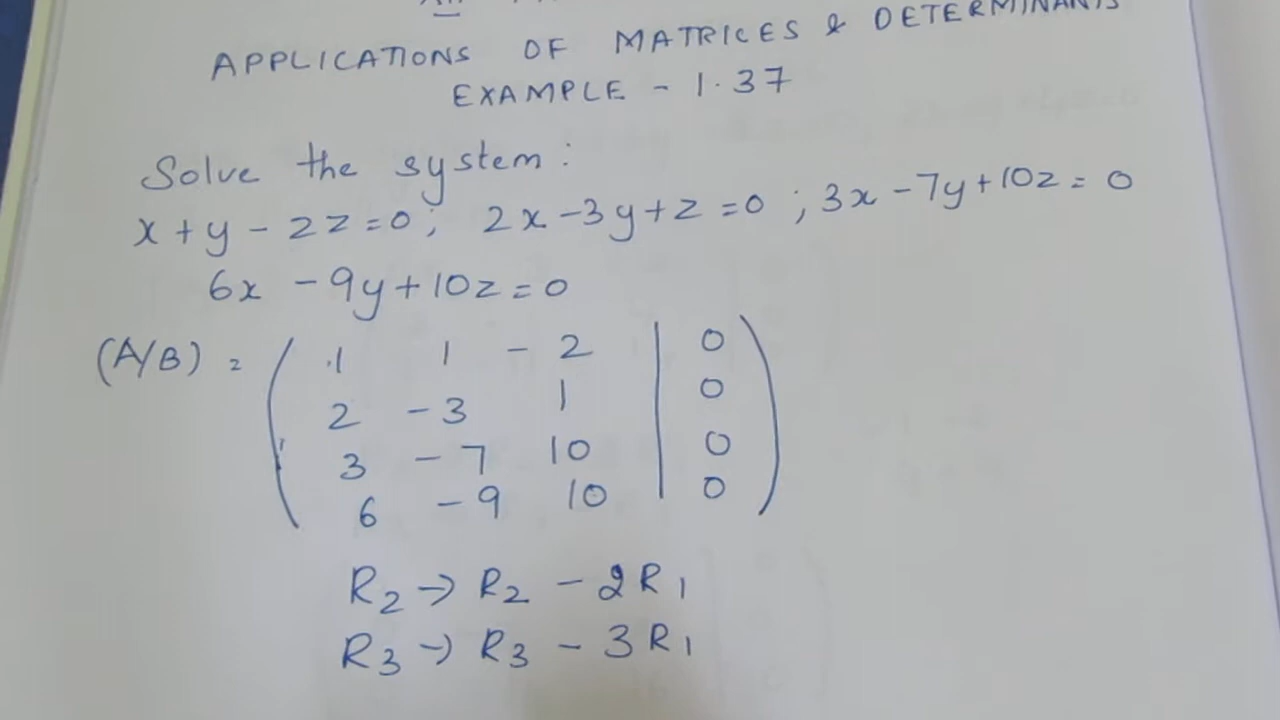 APPLICATIONS OF MATRICES & DETERMINANTS
EXAMPLE - 1.37
Solve the system:
x+y-2z=0; 2x-3y+z=0; 3x-7y+10z=0
6x-9y+10z=0
(A/B) = ( 1 1 -2 | 0
2 -3 1 | 0
3 -7 10 | 0
6 -9 10 | 0 )
R₂ → R₂ - 2R₁
R₃ → R₃ - 3R₁